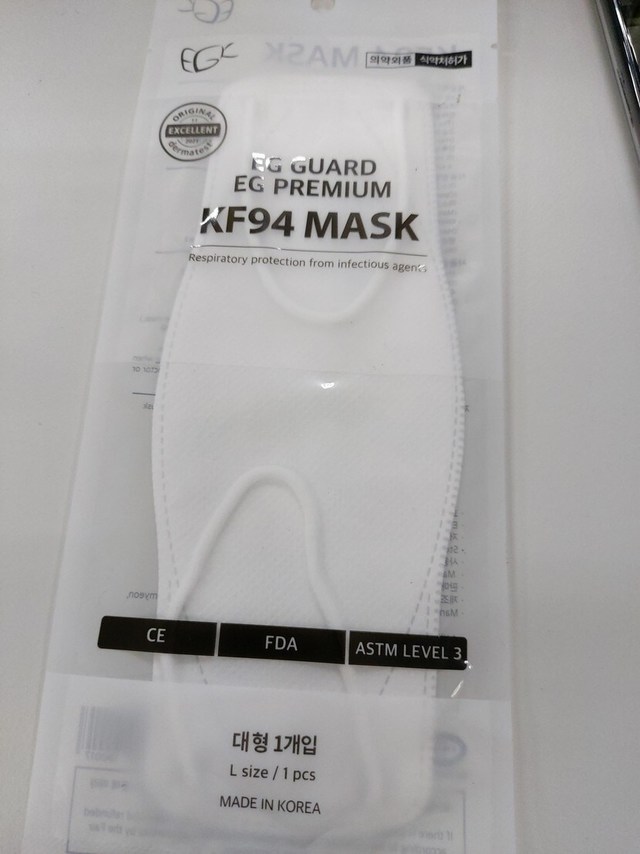 EGK
의약외품 식약처허가
ORIGINAL
EXCELLENT
dermatest
EG GUARD
EG PREMIUM
KF94 MASK
Respiratory protection from infectious agents
CE FDA ASTM LEVEL 3
대형 1개입
L size / 1 pcs
MADE IN KOREA